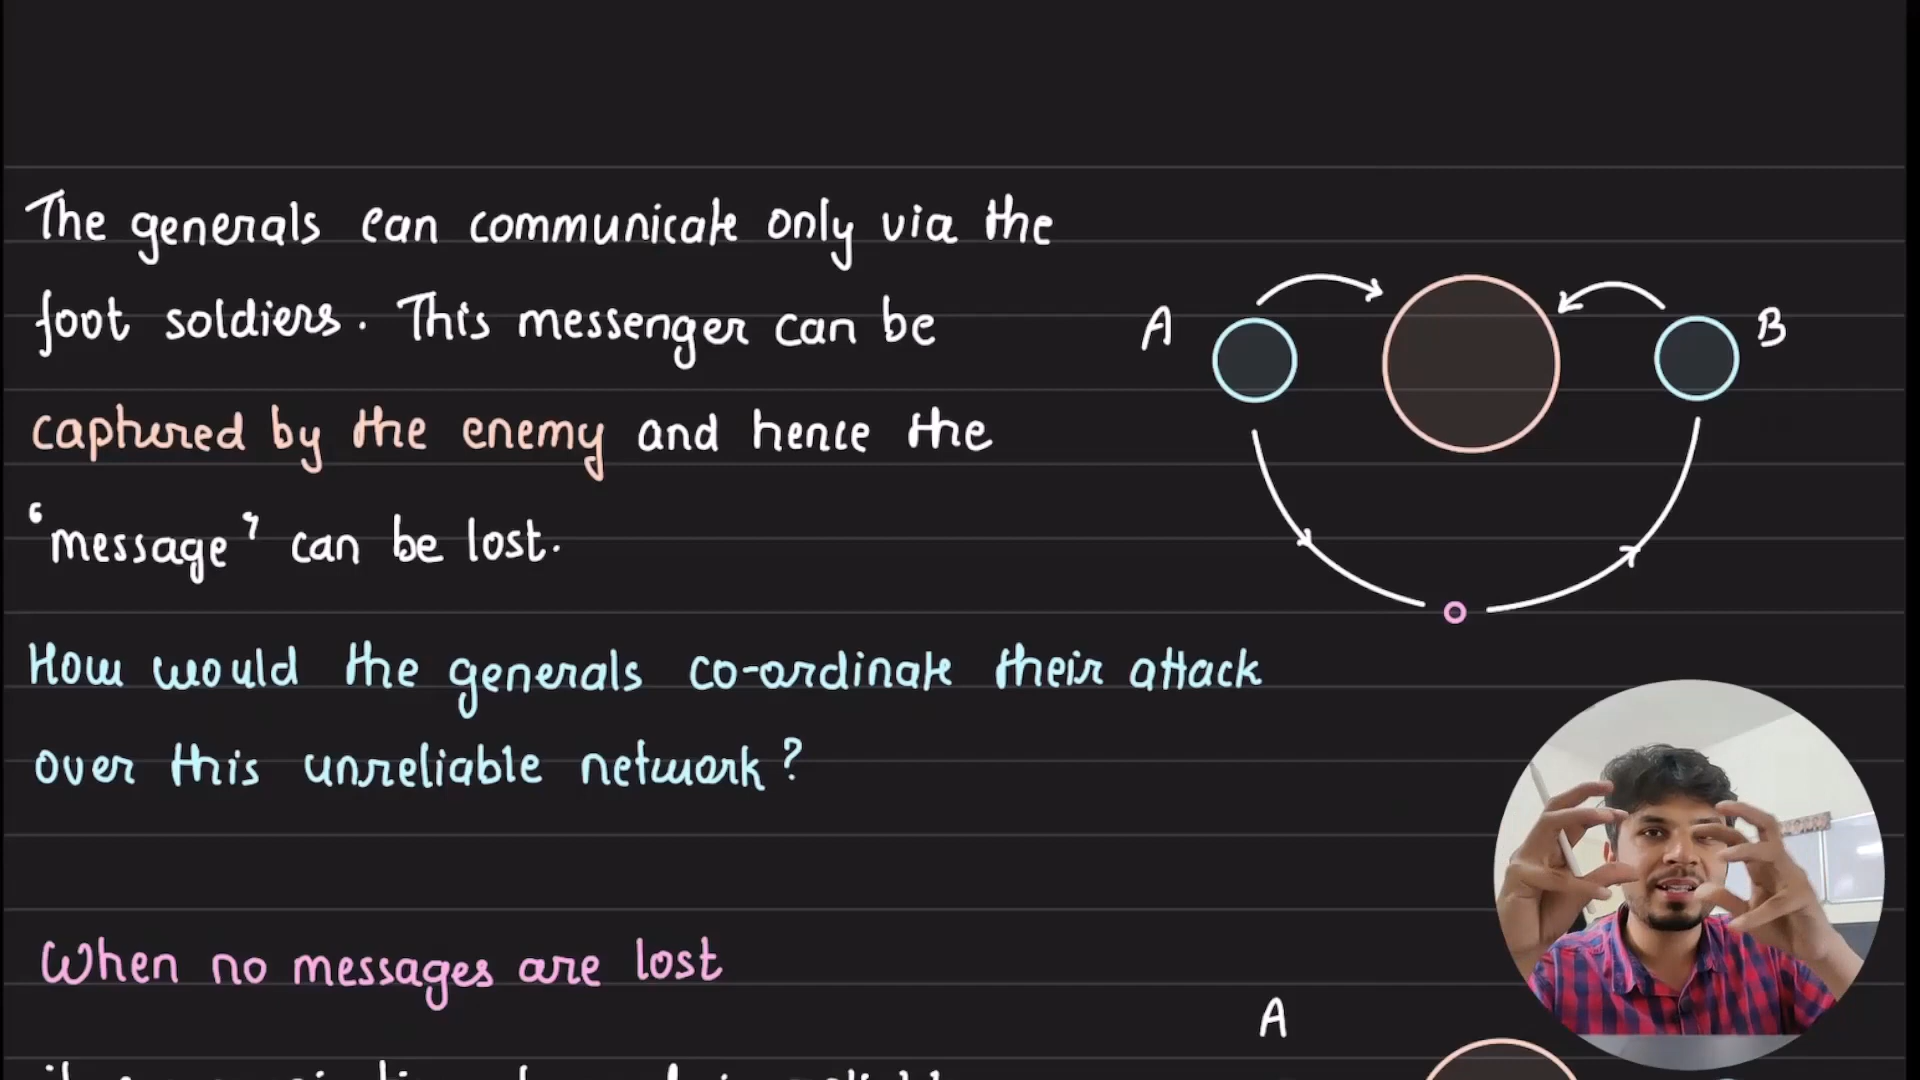 The generals can communicate only via the
foot soldiers. This messenger can be
captured by the enemy and hence the
'message' can be lost.
A
B
How would the generals co-ordinate their attack
over this unreliable network?
When no messages are lost
A